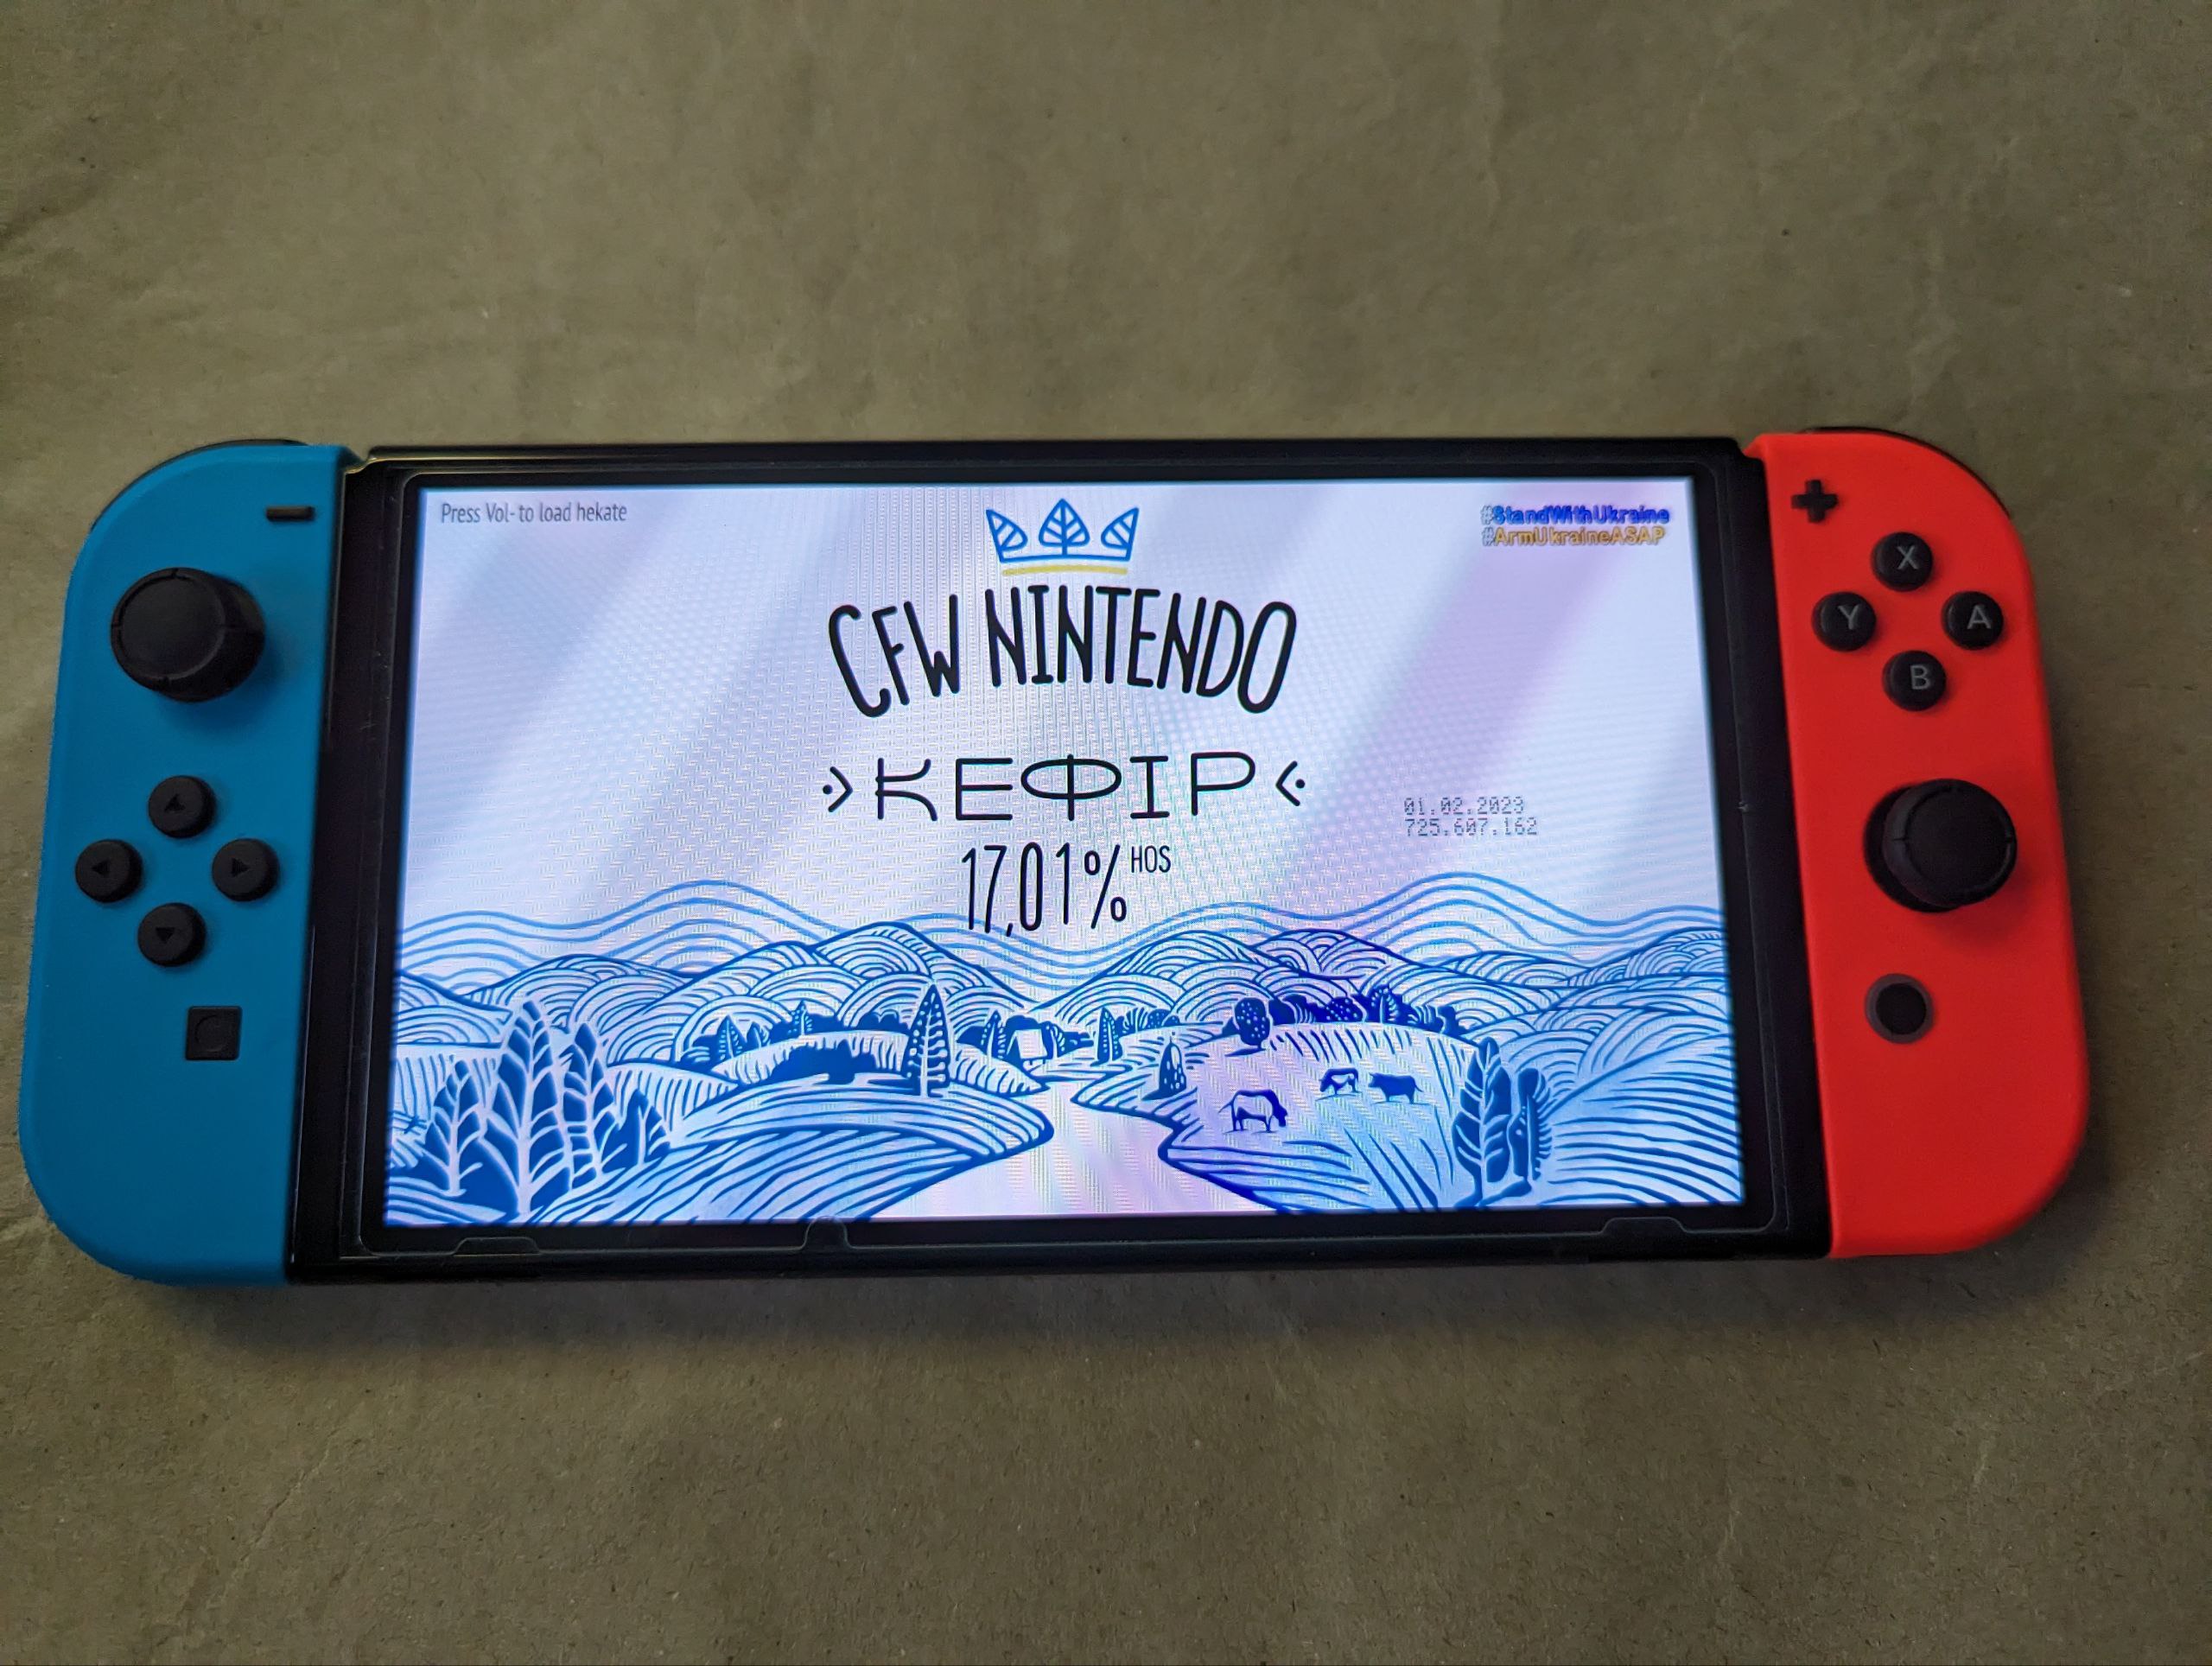 Press Vol- to load hekate
#StandWithUkraine
#ArmUkraineASAP
CFW NINTENDO
КЕФІР
01.02.2023
725.607.162
17,01% HOS
X
Y
A
B